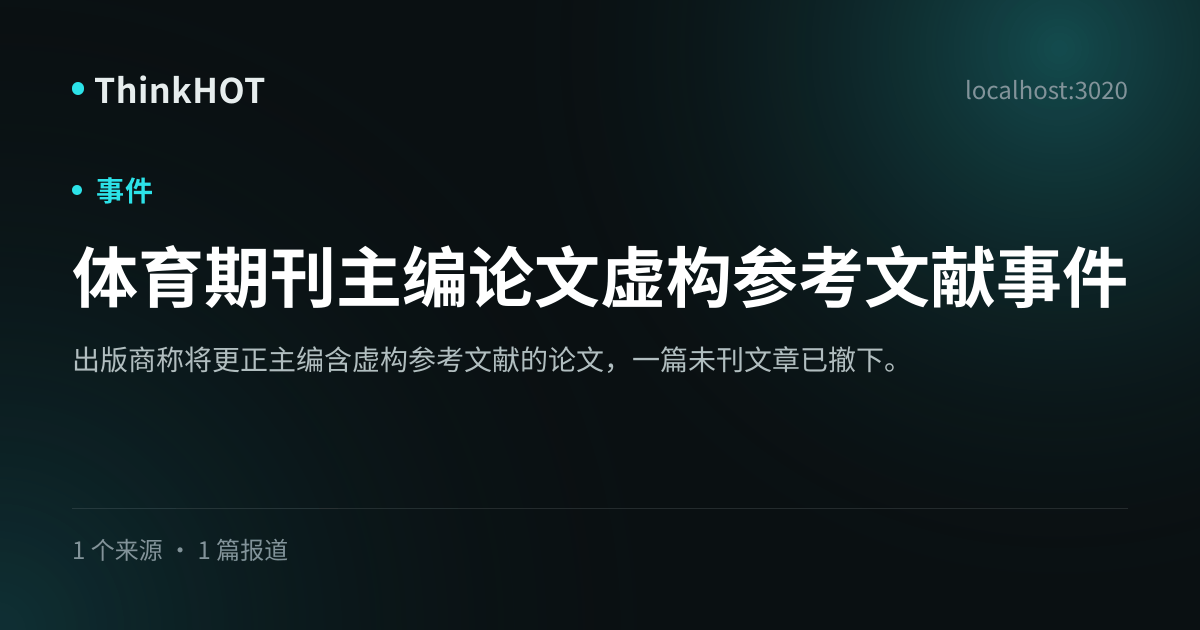 ThinkHOT
localhost:3020
事件
体育期刊主编论文虚构参考文献事件
出版商称将更正主编含虚构参考文献的论文，一篇未刊文章已撤下。
1 个来源 · 1 篇报道